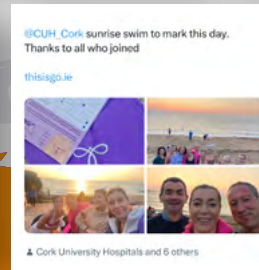 @CUH_Cork sunrise swim to mark this day.
Thanks to all who joined
thisisgo.ie
Cork University Hospitals and 6 others